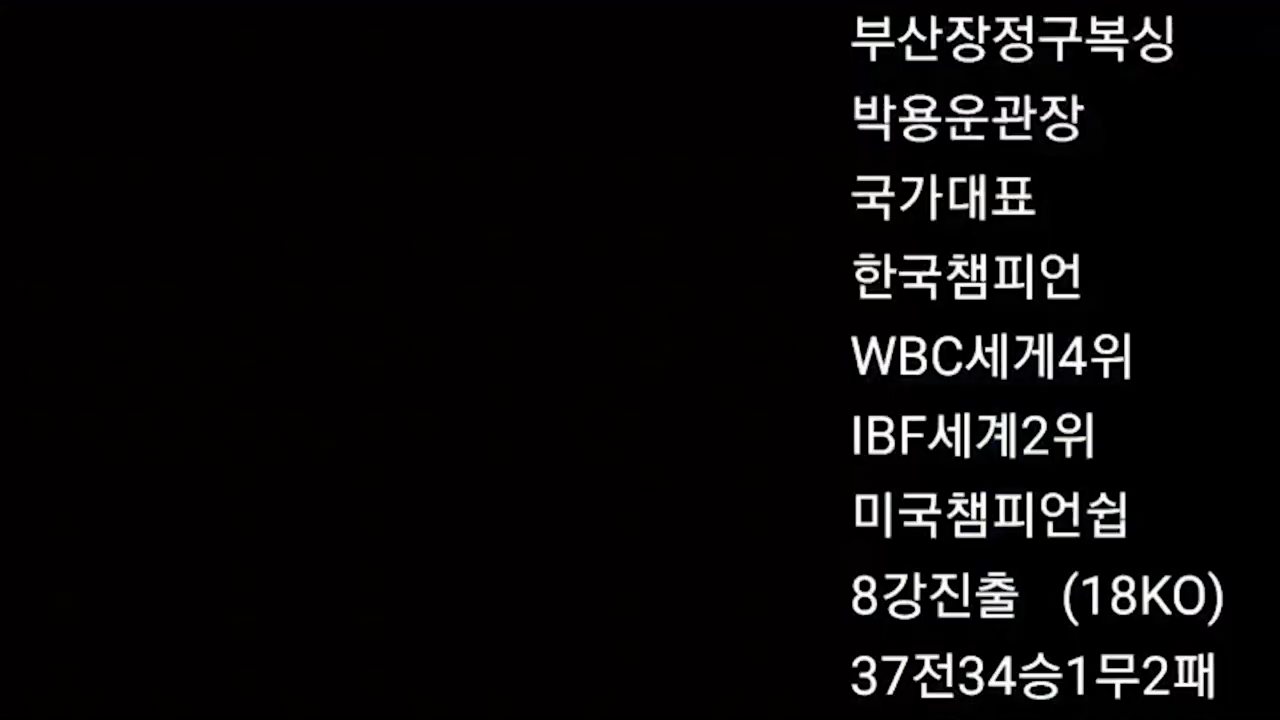 부산장정구복싱
박용운관장
국가대표
한국챔피언
WBC세게4위
IBF세계2위
미국챔피언쉽
8강진출 (18KO)
37전34승1무2패